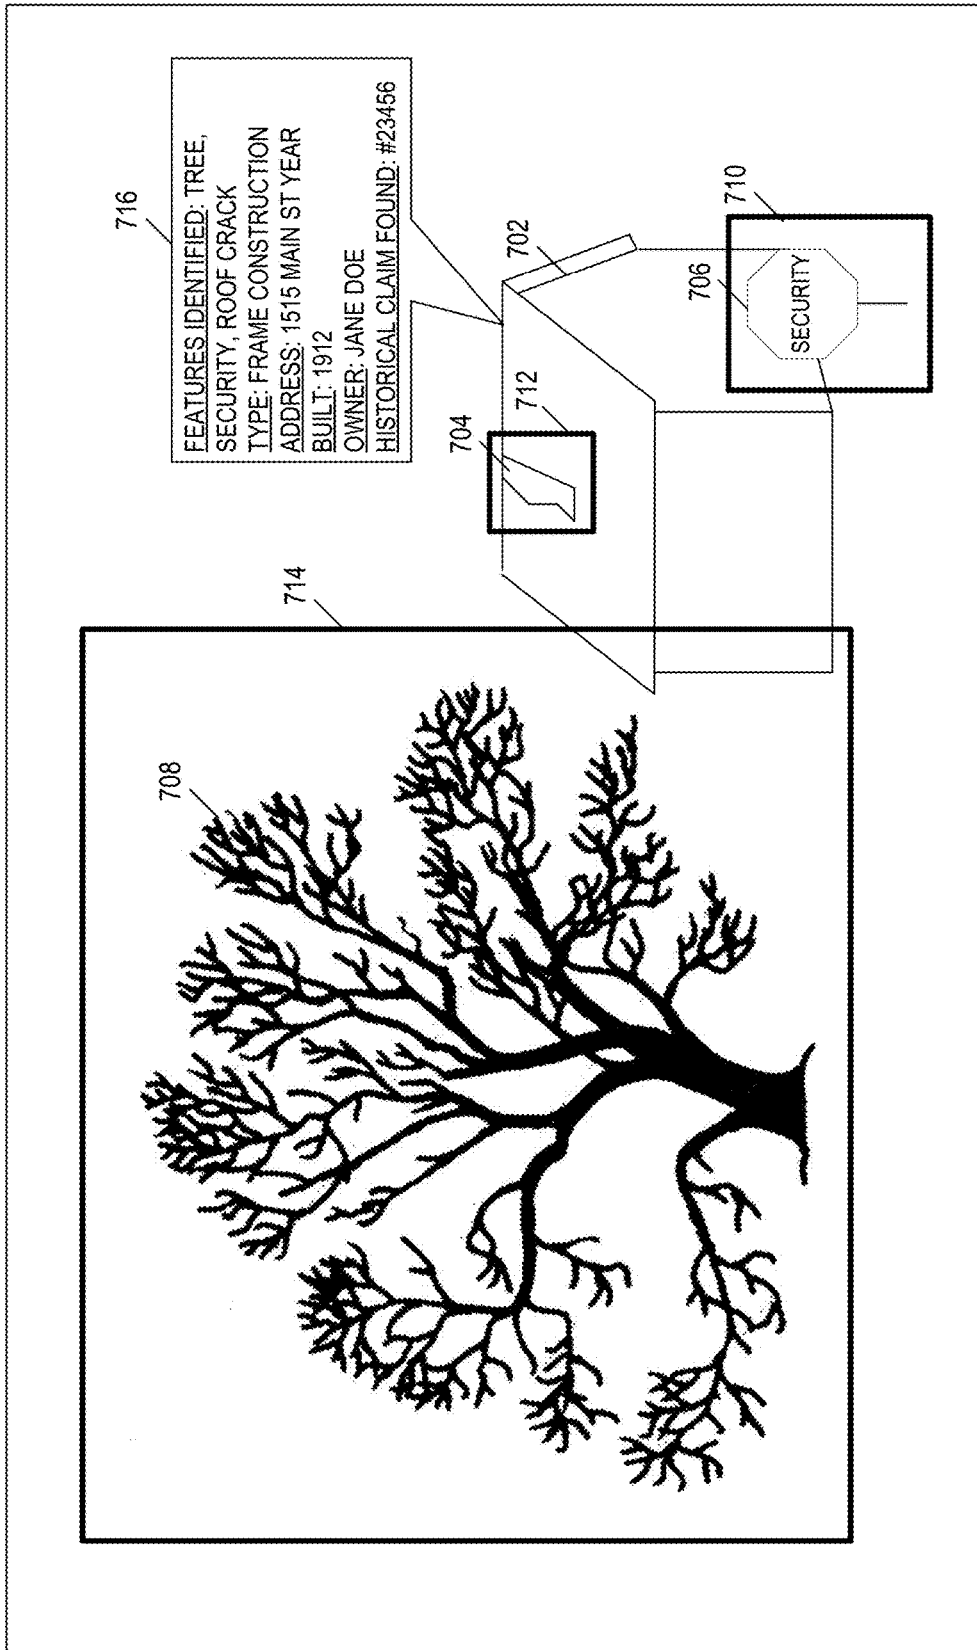 716
FEATURES IDENTIFIED: TREE,
SECURITY, ROOF CRACK
TYPE: FRAME CONSTRUCTION
ADDRESS: 1515 MAIN ST YEAR
BUILT: 1912
OWNER: JANE DOE
HISTORICAL CLAIM FOUND: #23456
714
708
704
712
702
706
710
SECURITY